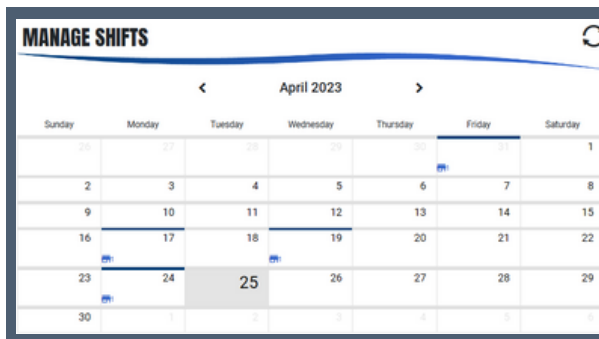 MANAGE SHIFTS
April 2023
Sunday Monday Tuesday Wednesday Thursday Friday Saturday
26 27 28 29 30 31 1
2 3 4 5 6 7 8
9 10 11 12 13 14 15
16 17 18 19 20 21 22
23 24 25 26 27 28 29
30 1 2 3 4 5 6